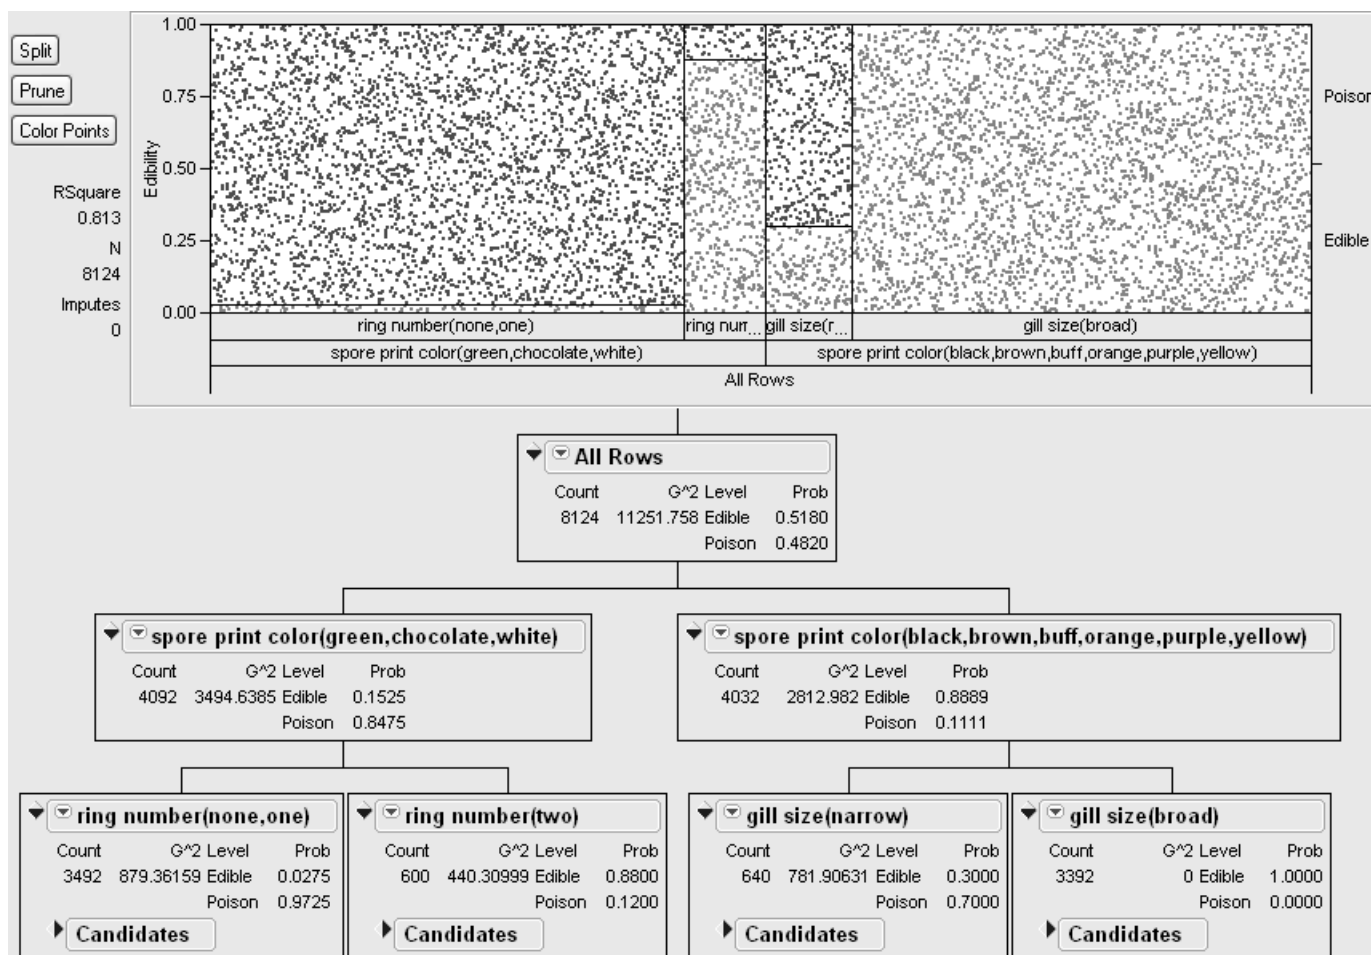 Split
Prune
Color Points
RSquare
0.813
N
8124
Imputes
0
Edibility
1.00
0.75
0.50
0.25
0.00
Poison
Edible
ring number(none,one)
ring nurr...
gill size(r...
gill size(broad)
spore print color(green,chocolate,white)
spore print color(black,brown,buff,orange,purple,yellow)
All Rows
All Rows
Count G^2 Level Prob
8124 11251.758 Edible 0.5180
Poison 0.4820
spore print color(green,chocolate,white)
Count G^2 Level Prob
4092 3494.6385 Edible 0.1525
Poison 0.8475
spore print color(black,brown,buff,orange,purple,yellow)
Count G^2 Level Prob
4032 2812.982 Edible 0.8889
Poison 0.1111
ring number(none,one)
Count G^2 Level Prob
3492 879.36159 Edible 0.0275
Poison 0.9725
Candidates
ring number(two)
Count G^2 Level Prob
600 440.30999 Edible 0.8800
Poison 0.1200
Candidates
gill size(narrow)
Count G^2 Level Prob
640 781.90631 Edible 0.3000
Poison 0.7000
Candidates
gill size(broad)
Count G^2 Level Prob
3392 0 Edible 1.0000
Poison 0.0000
Candidates